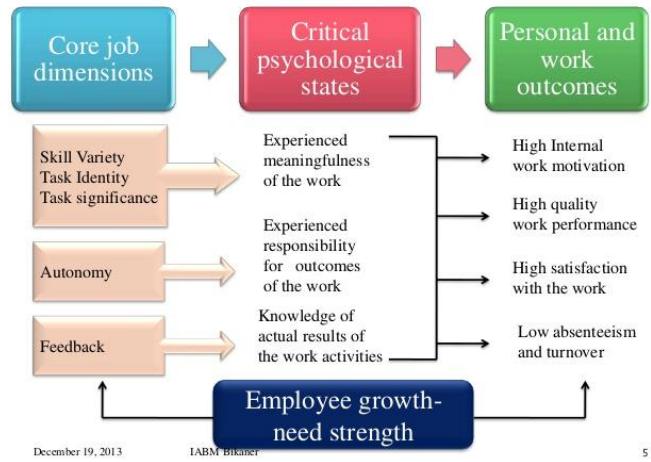 Core job
dimensions
Critical
psychological
states
Personal and
work
outcomes
Skill Variety
Task Identity
Task significance
Experienced
meaningfulness
of the work
High Internal
work motivation
High quality
work performance
Autonomy
Experienced
responsibility
for outcomes
of the work
High satisfaction
with the work
Feedback
Knowledge of
actual results of
the work activities
Low absenteeism
and turnover
Employee growth-
need strength
December 19, 2013
IABM Bikaner
5